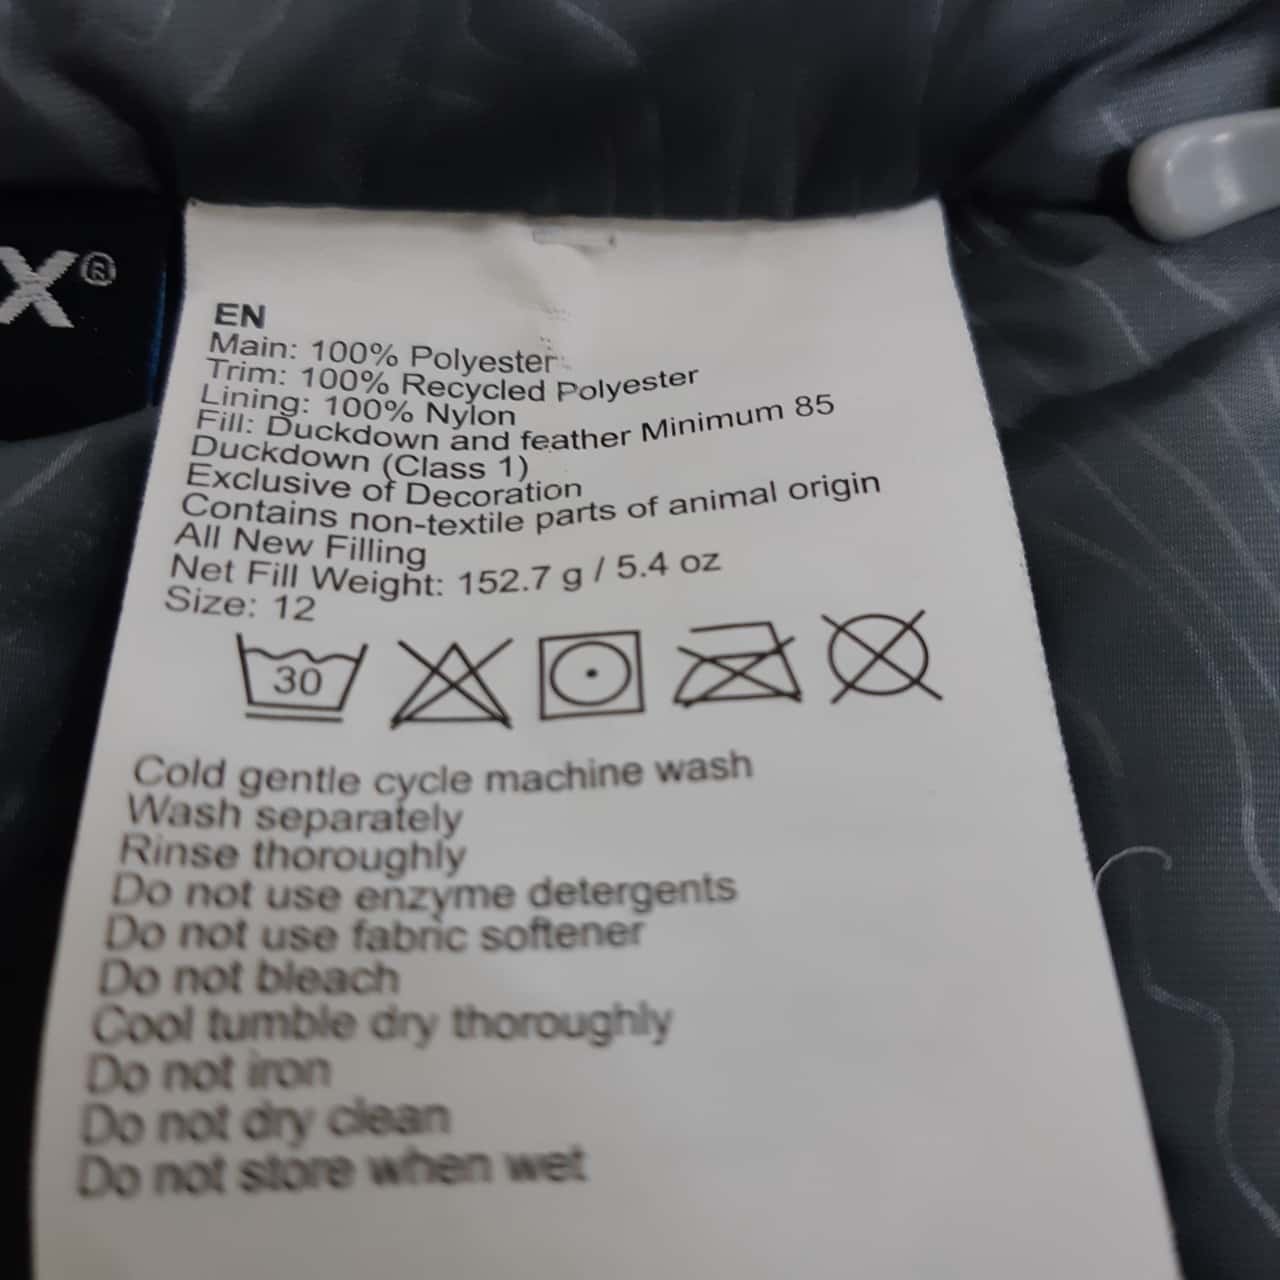 X®
EN
Main: 100% Polyester
Trim: 100% Recycled Polyester
Lining: 100% Nylon
Fill: Duckdown and feather Minimum 85
Duckdown (Class 1)
Exclusive of Decoration
Contains non-textile parts of animal origin
All New Filling
Net Fill Weight: 152.7 g / 5.4 oz
Size: 12
30
Cold gentle cycle machine wash
Wash separately
Rinse thoroughly
Do not use enzyme detergents
Do not use fabric softener
Do not bleach
Cool tumble dry thoroughly
Do not iron
Do not dry clean
Do not store when wet